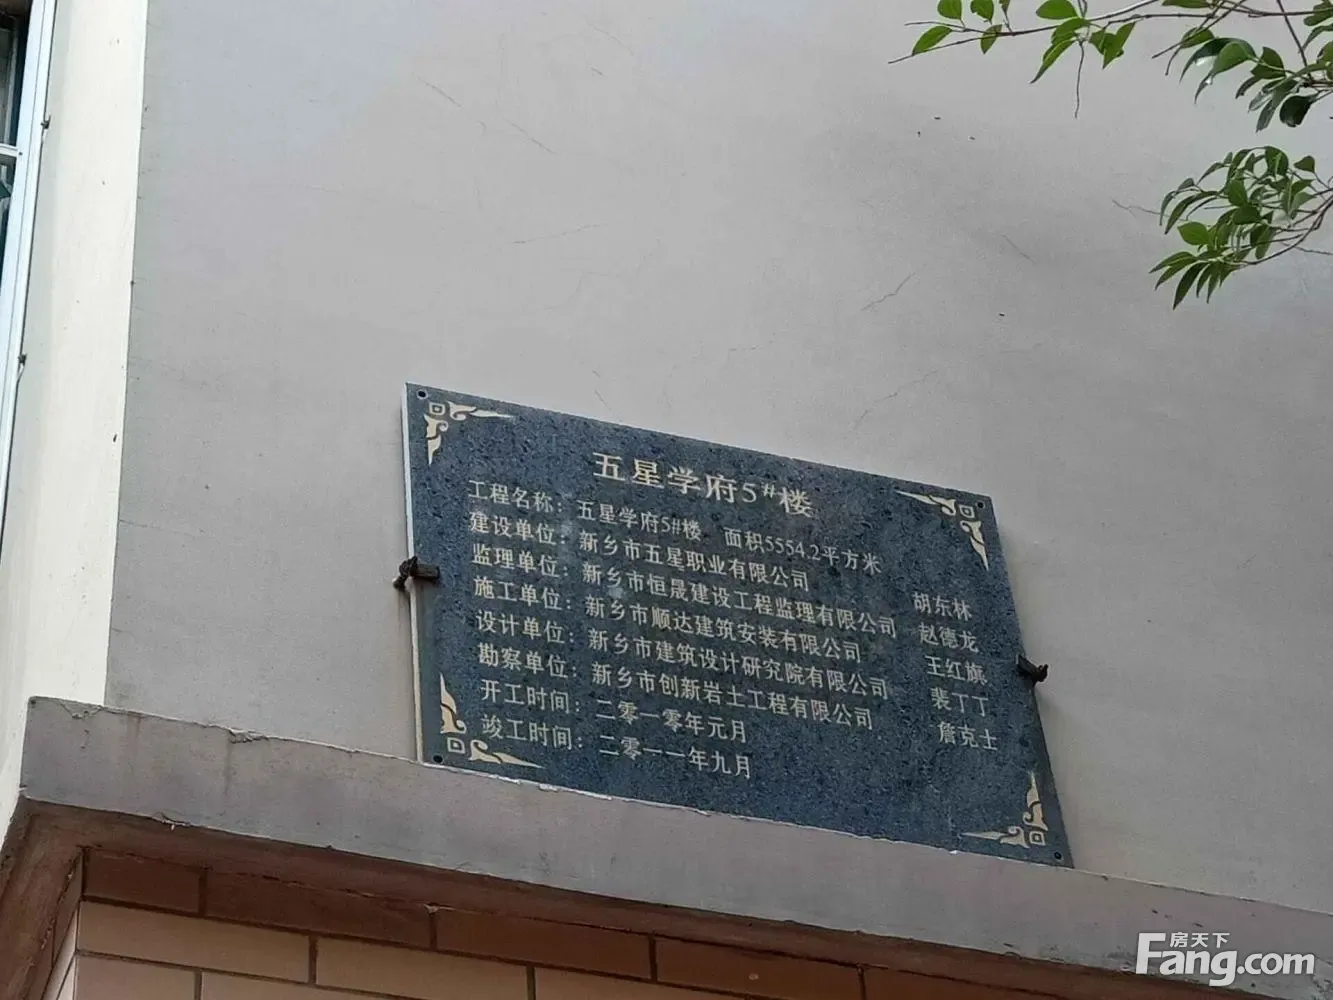 五星学府5#楼
工程名称：五星学府5#楼 面积5554.2平方米
建设单位：新乡市五星职业有限公司 胡东林
监理单位：新乡市恒晟建设工程监理有限公司 赵德龙
施工单位：新乡市顺达建筑安装有限公司 王红旗
设计单位：新乡市建筑设计研究院有限公司 裴丁丁
勘察单位：新乡市创新岩土工程有限公司 詹克士
开工时间：二零一零年元月
竣工时间：二零一一年九月
房天下
Fang.com